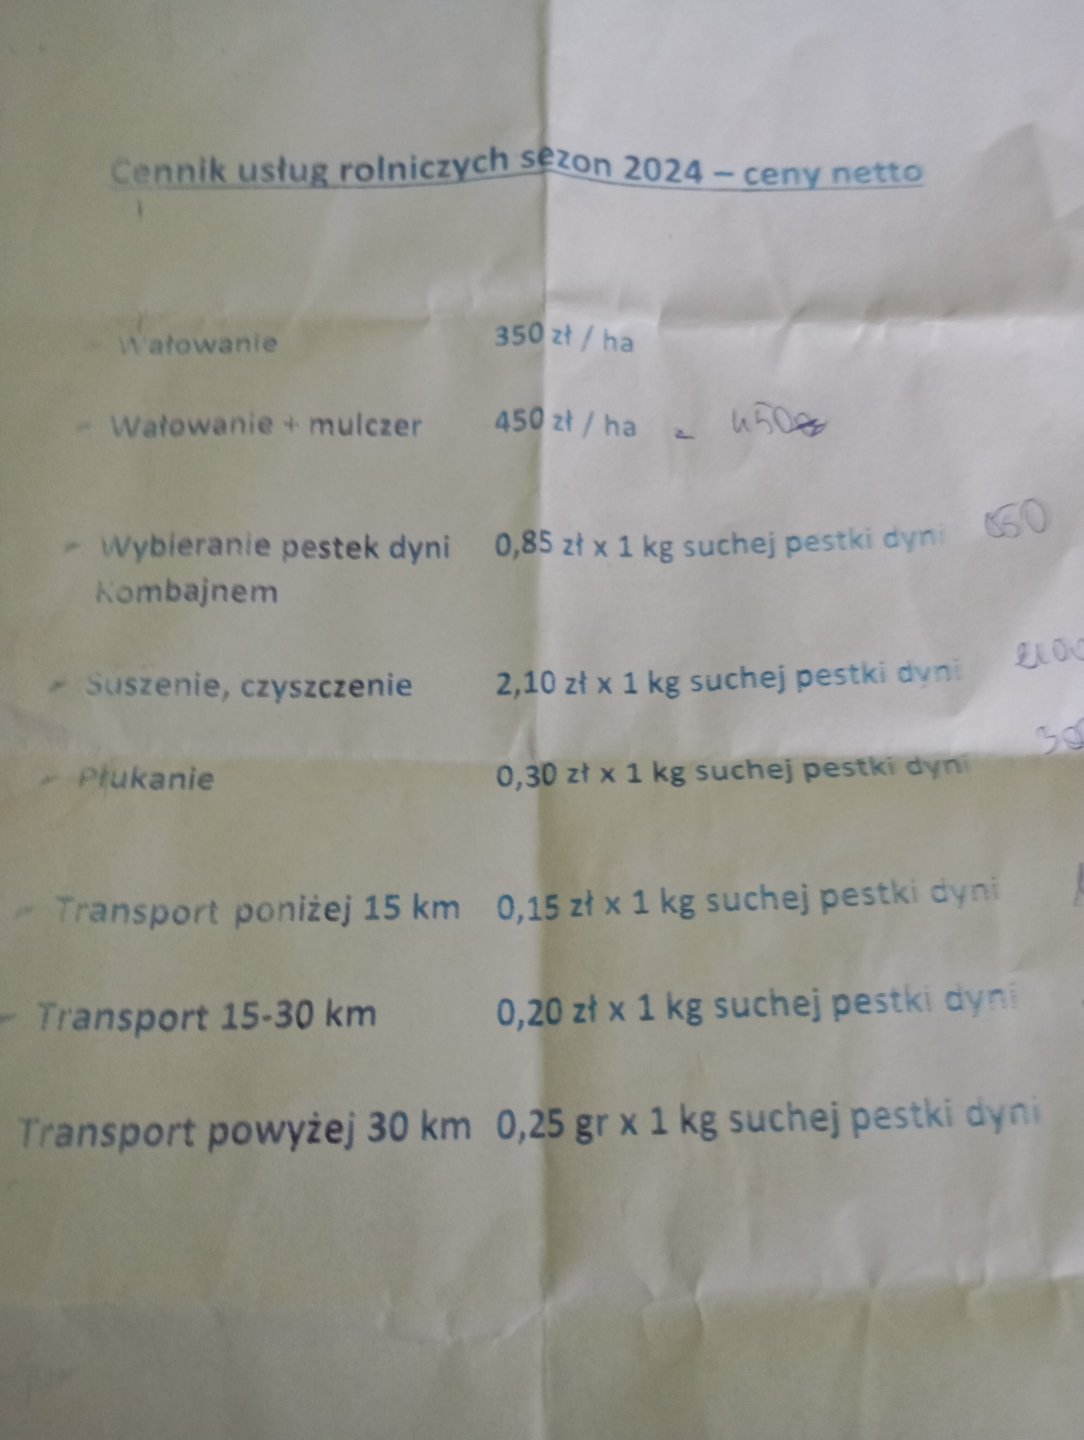 Cennik usług rolniczych sezon 2024 – ceny netto
- Wałowanie 350 zł / ha
- Wałowanie + mulczer 450 zł / ha - 450
- Wybieranie pestek dyni 0,85 zł x 1 kg suchej pestki dyni 850
Kombajnem
- Suszenie, czyszczenie 2,10 zł x 1 kg suchej pestki dyni
- Płukanie 0,30 zł x 1 kg suchej pestki dyni
- Transport poniżej 15 km 0,15 zł x 1 kg suchej pestki dyni
- Transport 15-30 km 0,20 zł x 1 kg suchej pestki dyni
Transport powyżej 30 km 0,25 gr x 1 kg suchej pestki dyni